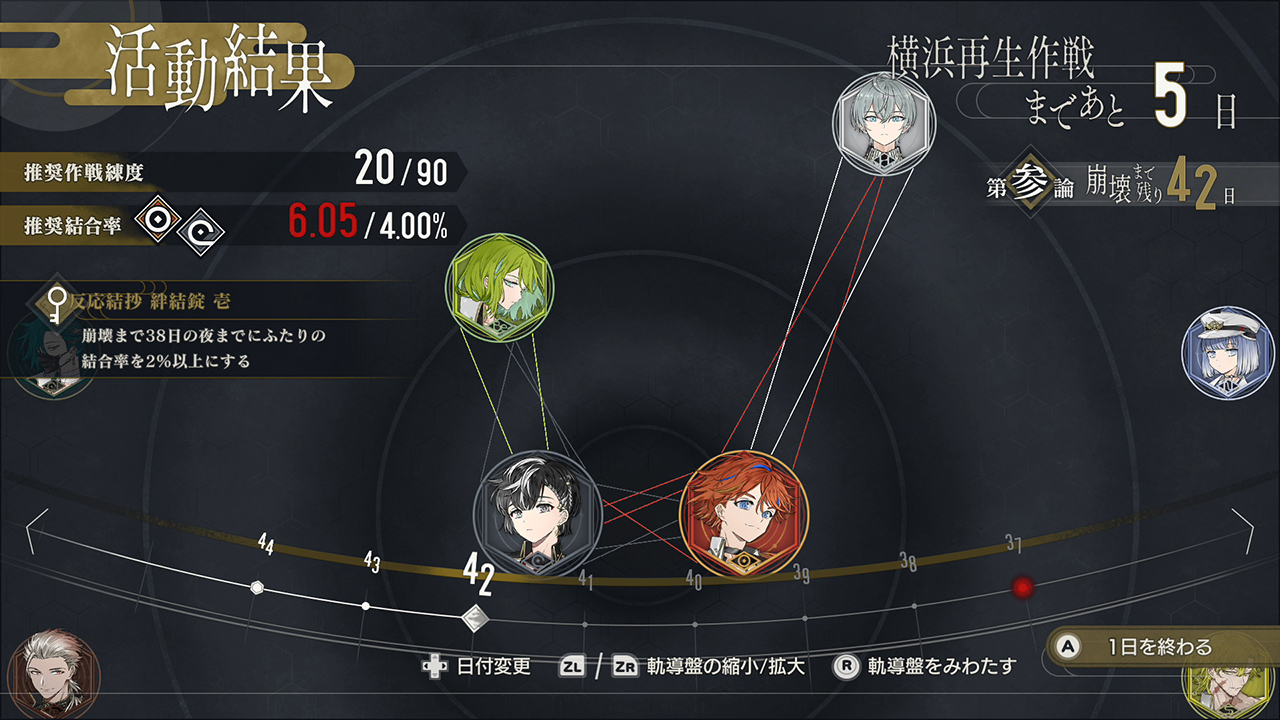 活動結果
横浜再生作戦
まであと 5 日
推奨作戦練度 20/90
第参論 崩壊まで残り42日
推奨結合率 6.05/4.00%
反応結抄 絆結錠 壱
崩壊まで38日の夜までにふたりの
結合率を2%以上にする
44 43 42 41 40 39 38 37
日付変更 ZL/ZR 軌導盤の縮小/拡大 R 軌導盤をみわたす
A 1日を終わる